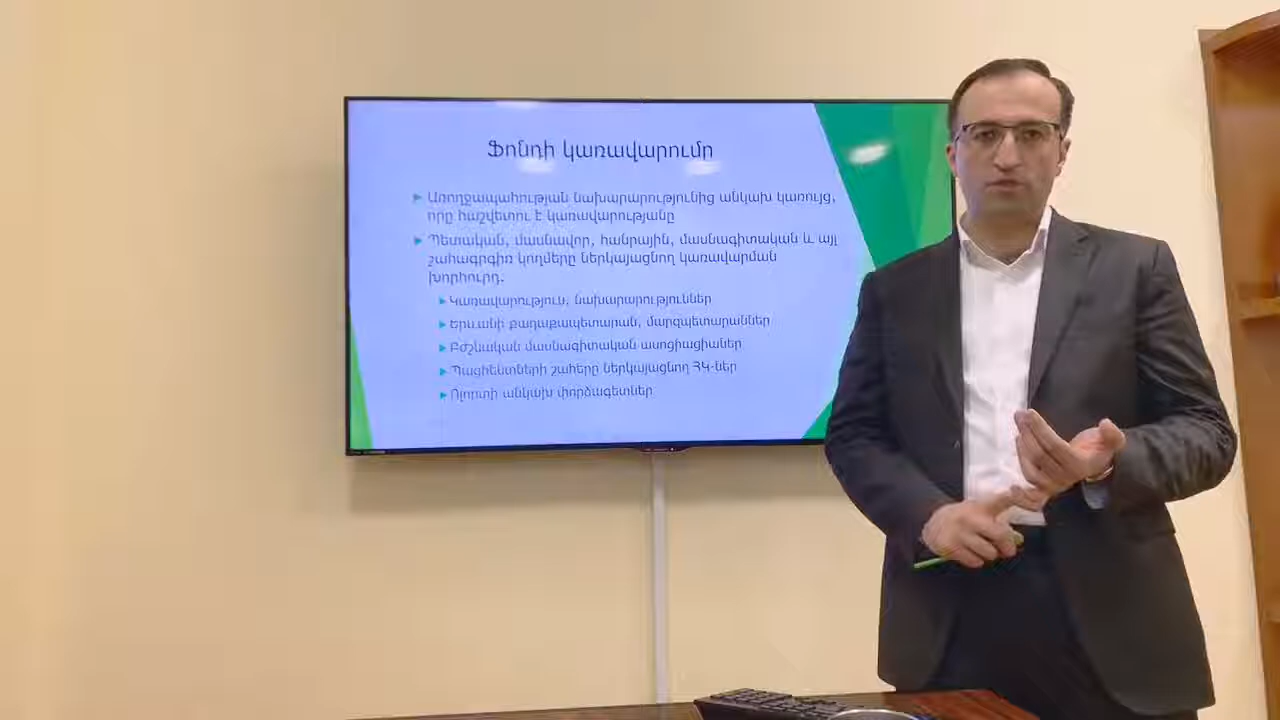 Ֆոնդի կառավարումը
Առողջապահության նախարարությունից անկախ կառույց,
որը հաշվետու է կառավարությանը
Պետական, մասնավոր, հանրային, մասնագիտական և այլ
շահագրգիռ կողմերը ներկայացնող կառավարման
խորհուրդ.
Կառավարություն, նախարարություններ
Երևանի քաղաքապետարան, մարզպետարաններ
Բժշկական մասնագիտական ասոցիացիաներ
Պացիենտների շահերը ներկայացնող ՀԿ-ներ
Ոլորտի անկախ փորձագետներ